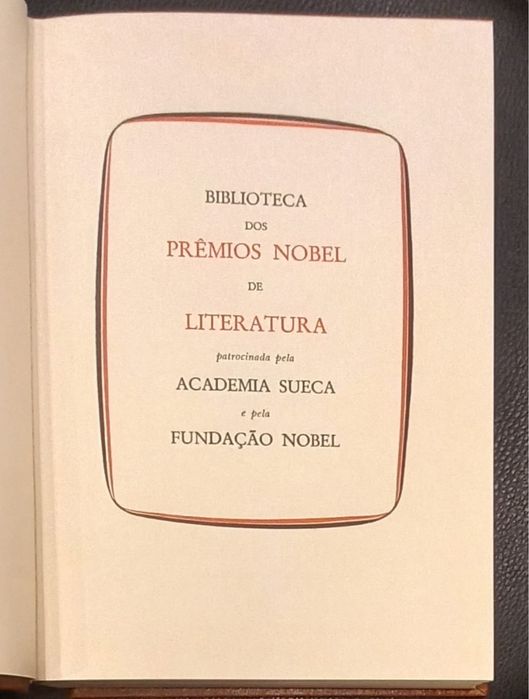 BIBLIOTECA
DOS
PRÊMIOS NOBEL
DE
LITERATURA
patrocinada pela
ACADEMIA SUECA
e pela
FUNDAÇÃO NOBEL